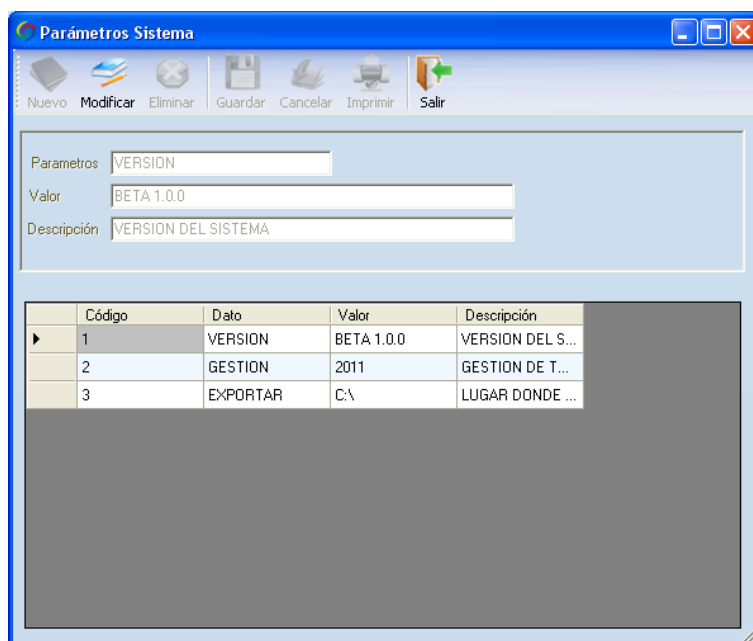 Parámetros Sistema
Nuevo Modificar Eliminar Guardar Cancelar Imprimir Salir
Parametros VERSION
Valor BETA 1.0.0
Descripción VERSION DEL SISTEMA
Código Dato Valor Descripción
1 VERSION BETA 1.0.0 VERSION DEL S...
2 GESTION 2011 GESTION DE T...
3 EXPORTAR C:\ LUGAR DONDE ...